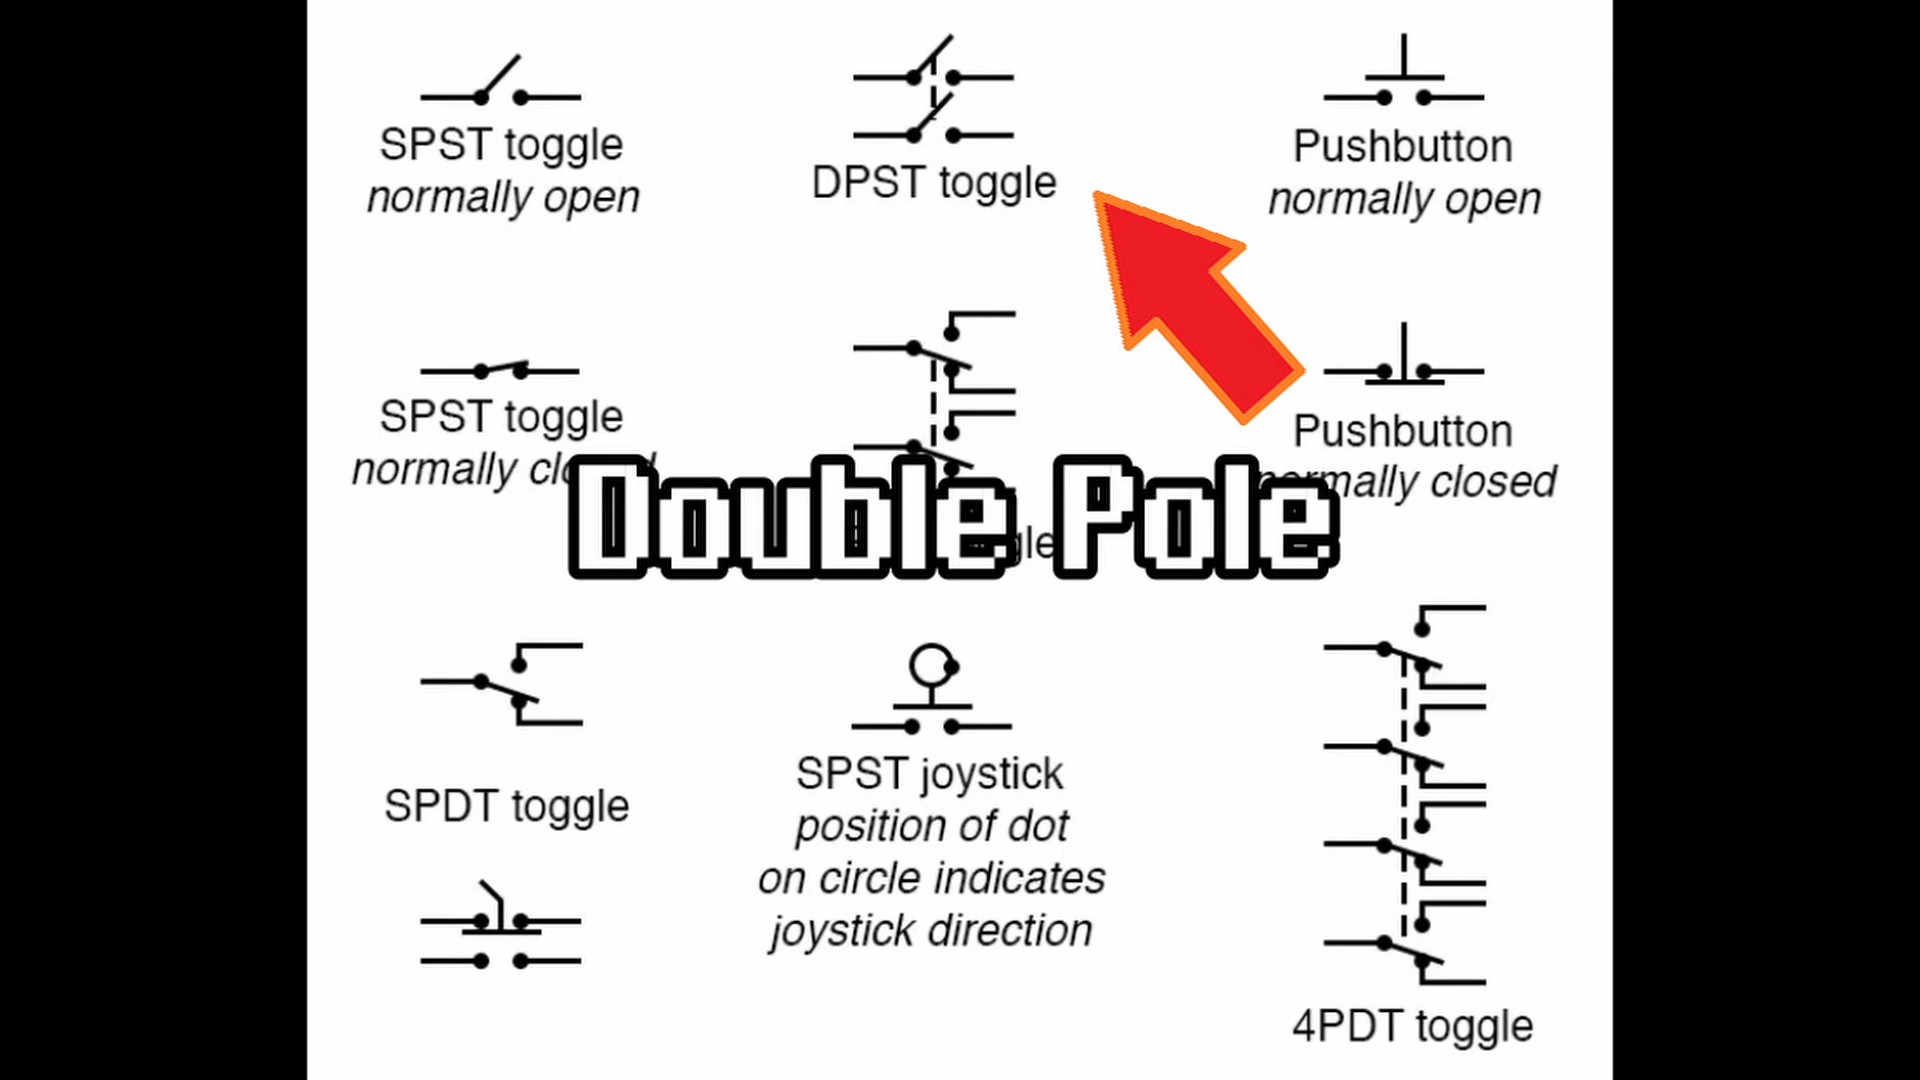 SPST toggle
normally open
DPST toggle
Pushbutton
normally open
SPST toggle
normally
Pushbutton
closed
Double Pole
SPDT toggle
SPST joystick
position of dot
on circle indicates
joystick direction
4PDT toggle